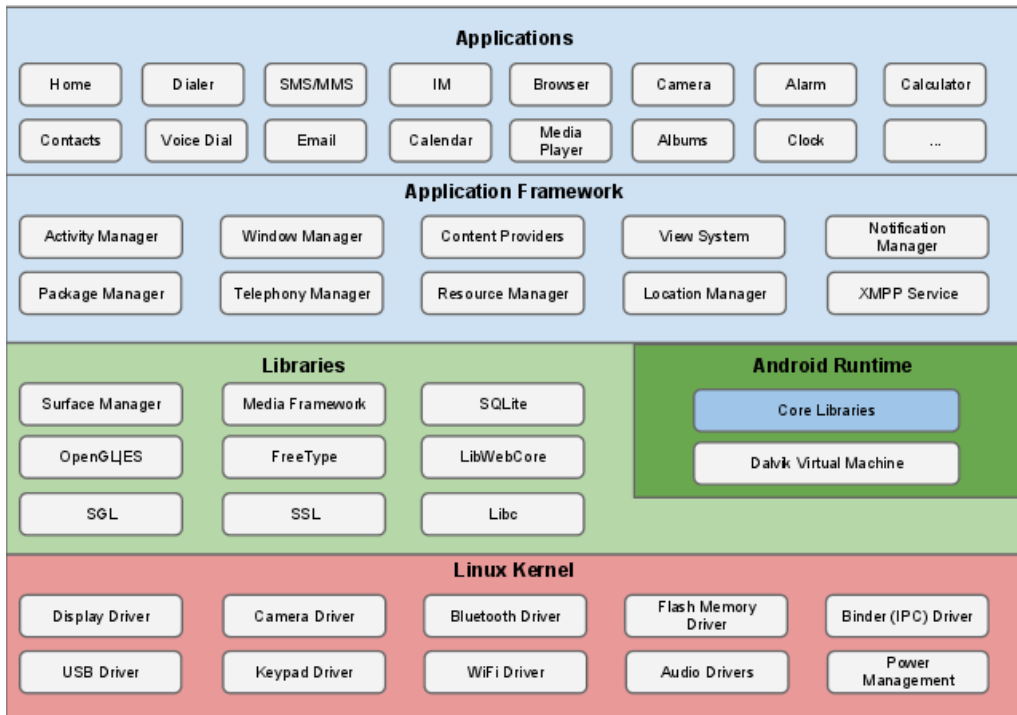 Applications
Home
Dialer
SMS/MMS
IM
Browser
Camera
Alarm
Calculator
Contacts
Voice Dial
Email
Calendar
Media
Player
Albums
Clock
...
Application Framework
Activity Manager
Window Manager
Content Providers
View System
Notification
Manager
Package Manager
Telephony Manager
Resource Manager
Location Manager
XMPP Service
Libraries
Surface Manager
Media Framework
SQLite
OpenGL|ES
FreeType
LibWebCore
SGL
SSL
Libc
Android Runtime
Core Libraries
Dalvik Virtual Machine
Linux Kernel
Display Driver
Camera Driver
Bluetooth Driver
Flash Memory
Driver
Binder (IPC) Driver
USB Driver
Keypad Driver
WiFi Driver
Audio Drivers
Power
Management